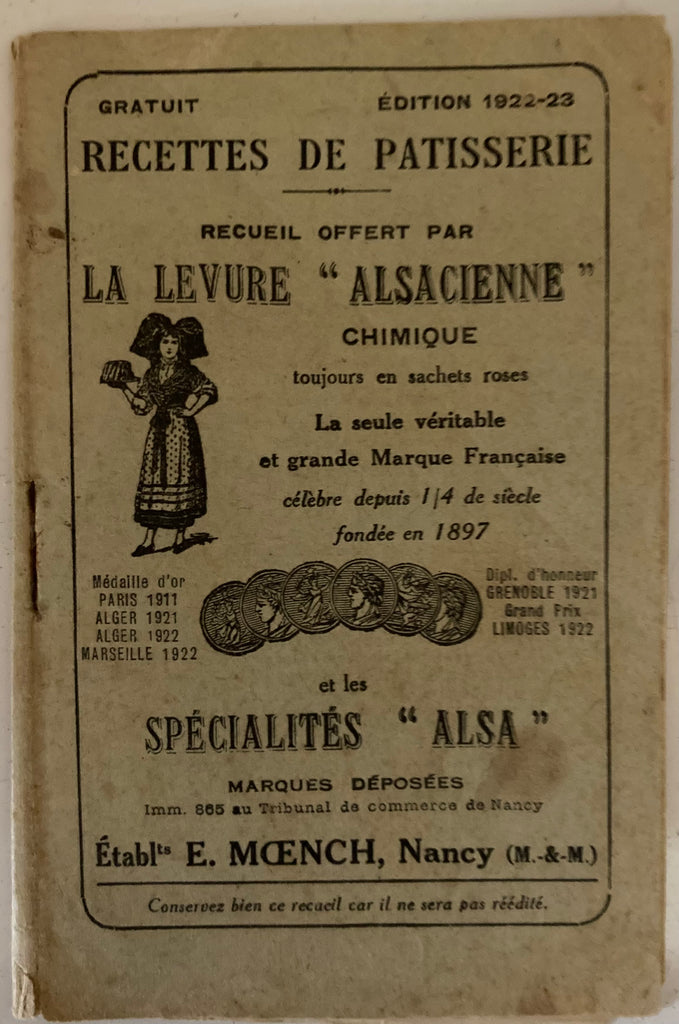 GRATUIT ÉDITION 1922-23
RECETTES DE PATISSERIE
RECUEIL OFFERT PAR
LA LEVURE “ ALSACIENNE ”
CHIMIQUE
toujours en sachets roses
La seule véritable
et grande Marque Française
célèbre depuis 1/4 de siècle
fondée en 1897
Médaille d'or
PARIS 1911
ALGER 1921
ALGER 1922
MARSEILLE 1922
Dipl. d'honneur
GRENOBLE 1921
Grand Prix
LIMOGES 1922
et les
SPÉCIALITÉS “ ALSA ”
MARQUES DÉPOSÉES
Imm. 865 au Tribunal de commerce de Nancy
Établts E. MŒNCH, Nancy (M.-&-M.)
Conservez bien ce recueil car il ne sera pas réédité.